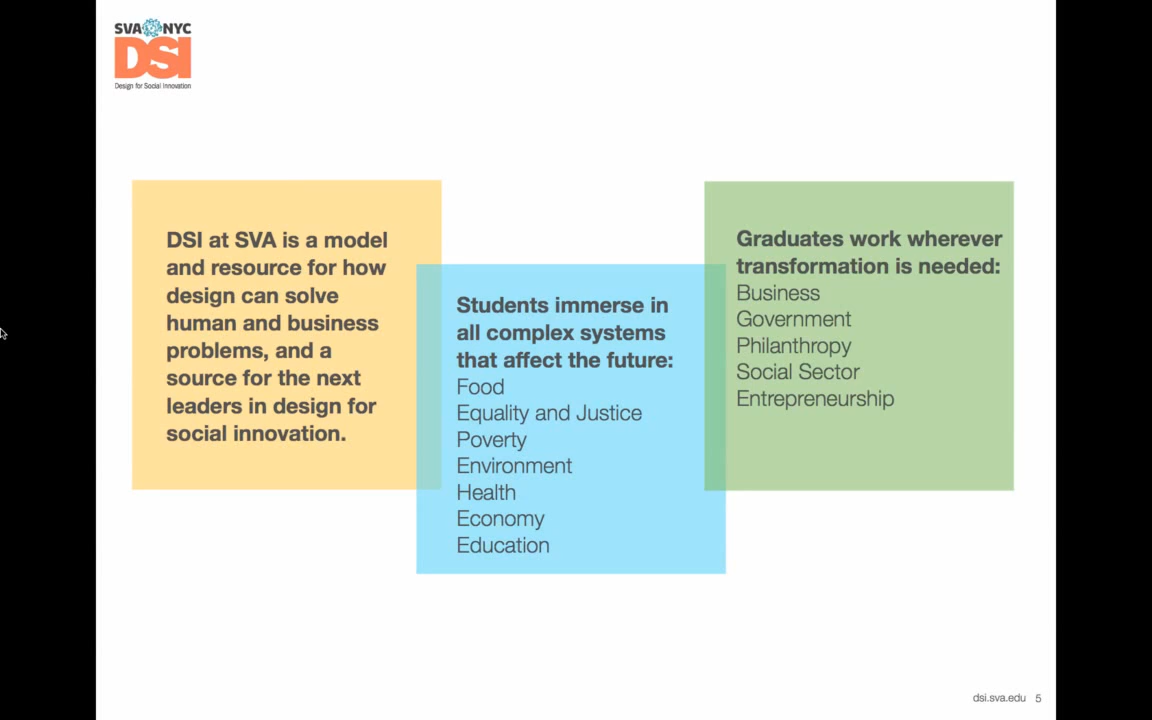 SVA NYC
DSI
Design for Social Innovation
DSI at SVA is a model
and resource for how
design can solve
human and business
problems, and a
source for the next
leaders in design for
social innovation.
Students immerse in
all complex systems
that affect the future:
Food
Equality and Justice
Poverty
Environment
Health
Economy
Education
Graduates work wherever
transformation is needed:
Business
Government
Philanthropy
Social Sector
Entrepreneurship
dsi.sva.edu 5